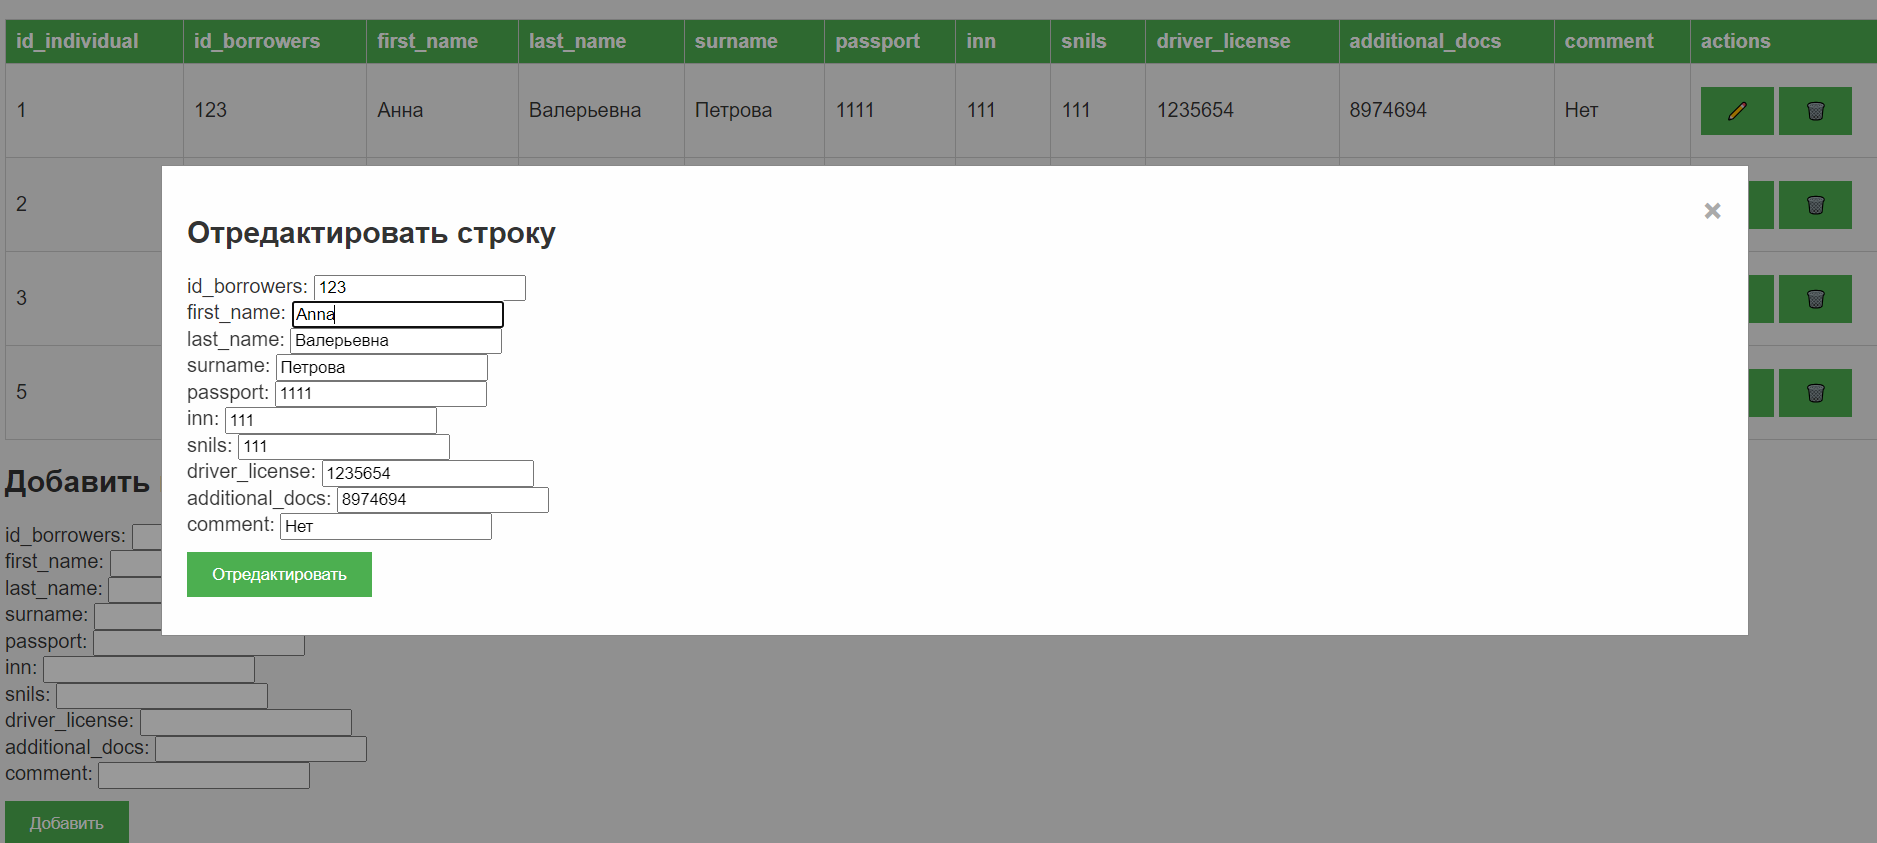 id_individual id_borrowers first_name last_name surname passport inn snils driver_license additional_docs comment actions
1 123 Анна Валерьевна Петрова 1111 111 111 1235654 8974694 Нет
2
3
5
×
Отредактировать строку
id_borrowers: 123
first_name: Anna
last_name: Валерьевна
surname: Петрова
passport: 1111
inn: 111
snils: 111
driver_license: 1235654
additional_docs: 8974694
comment: Нет
Отредактировать
Добавить
id_borrowers:
first_name:
last_name:
surname:
passport:
inn:
snils:
driver_license:
additional_docs:
comment:
Добавить